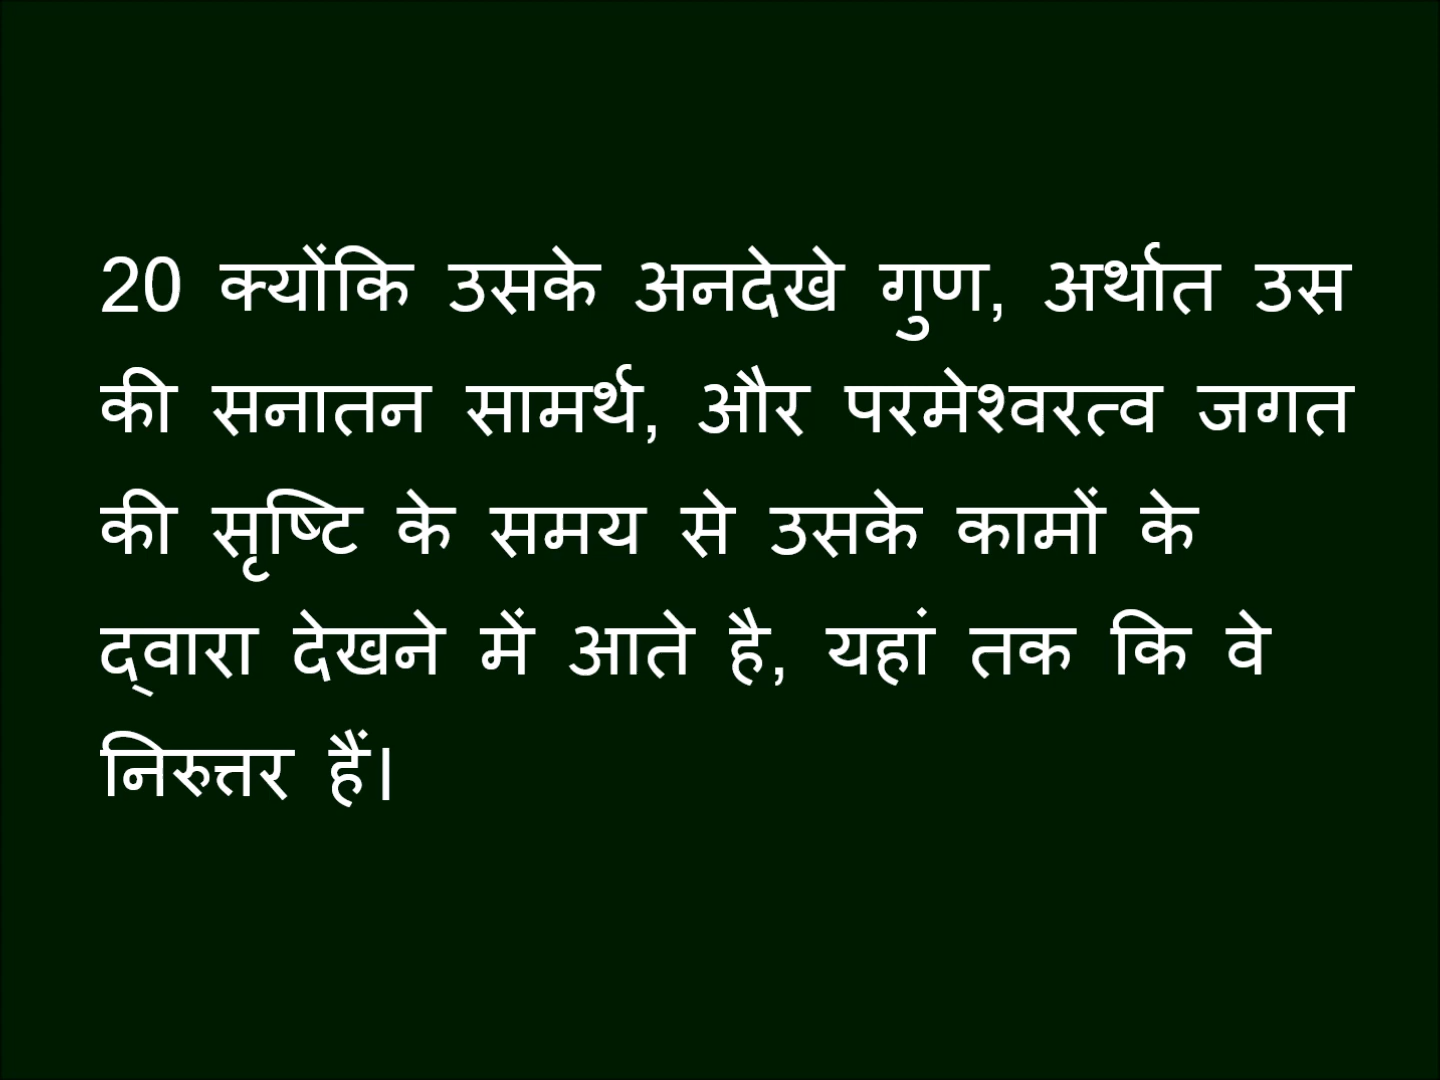 20 क्योंकि उसके अनदेखे गुण, अर्थात उस
की सनातन सामर्थ, और परमेश्वरत्व जगत
की सृष्टि के समय से उसके कामों के
द्वारा देखने में आते है, यहां तक कि वे
निरुत्तर हैं।